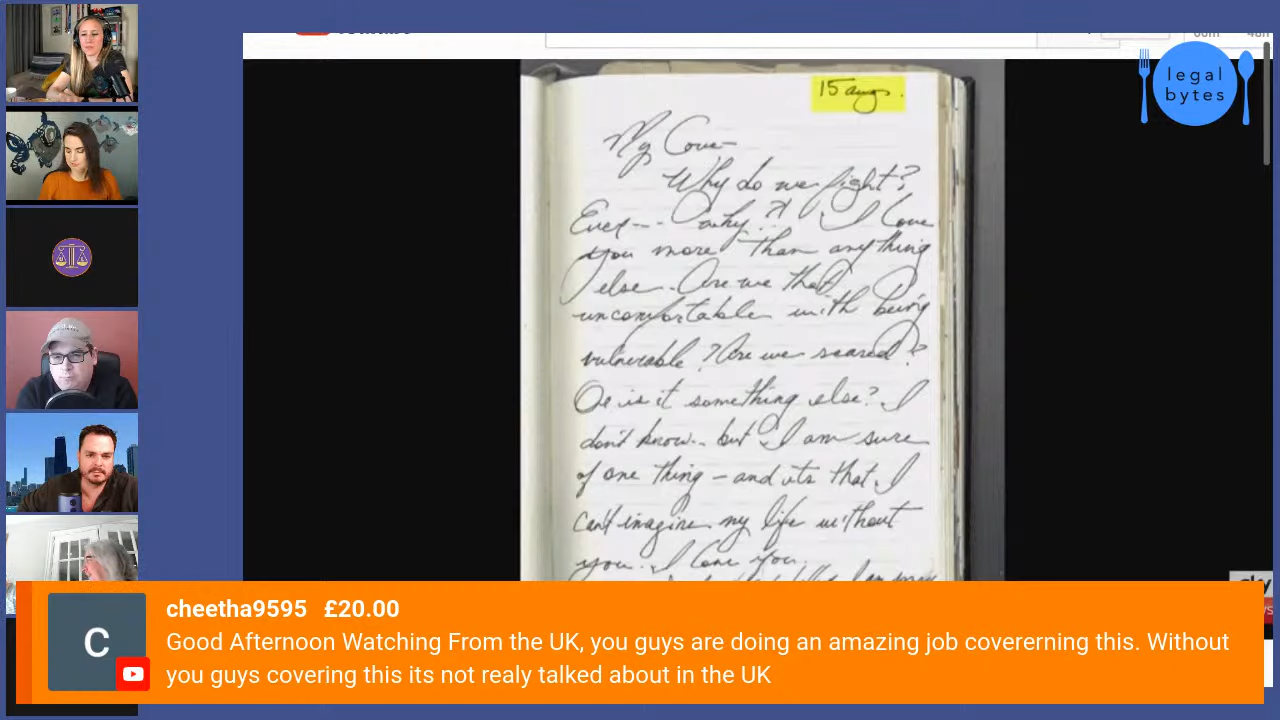 legal
bytes
15 aug.
My Love-
Why do we fight?
Ever--- why?? I love
you more than anything
else. Are we that
uncomfortable with being
vulnerable? Are we scared?
Or is it something else? I
don't know.. but I am sure
of one thing - and its that I
can't imagine my life without
you. I love you.
sky
cheetha9595 £20.00
C
Good Afternoon Watching From the UK, you guys are doing an amazing job covererning this. Without
you guys covering this its not realy talked about in the UK